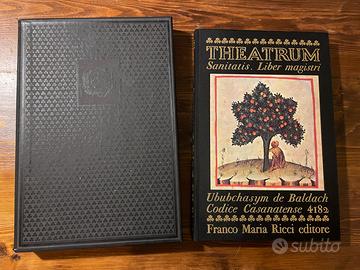 THEATRUM
Sanitatis. Liber magistri
Ububchasym de Baldach
Codice Casanatense 4182
Franco Maria Ricci editore
subito